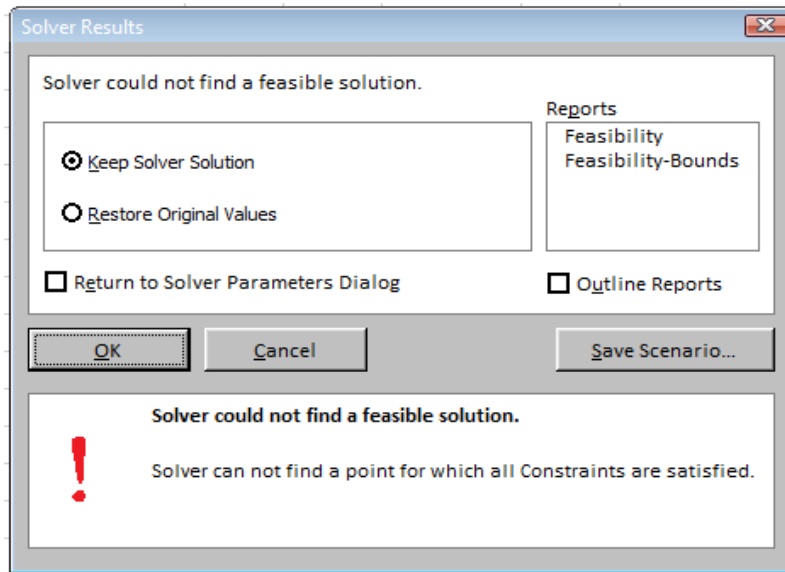 Solver Results
Solver could not find a feasible solution.
Reports
Feasibility
Feasibility-Bounds
Keep Solver Solution
Restore Original Values
Return to Solver Parameters Dialog
Outline Reports
OK
Cancel
Save Scenario...
Solver could not find a feasible solution.
Solver can not find a point for which all Constraints are satisfied.